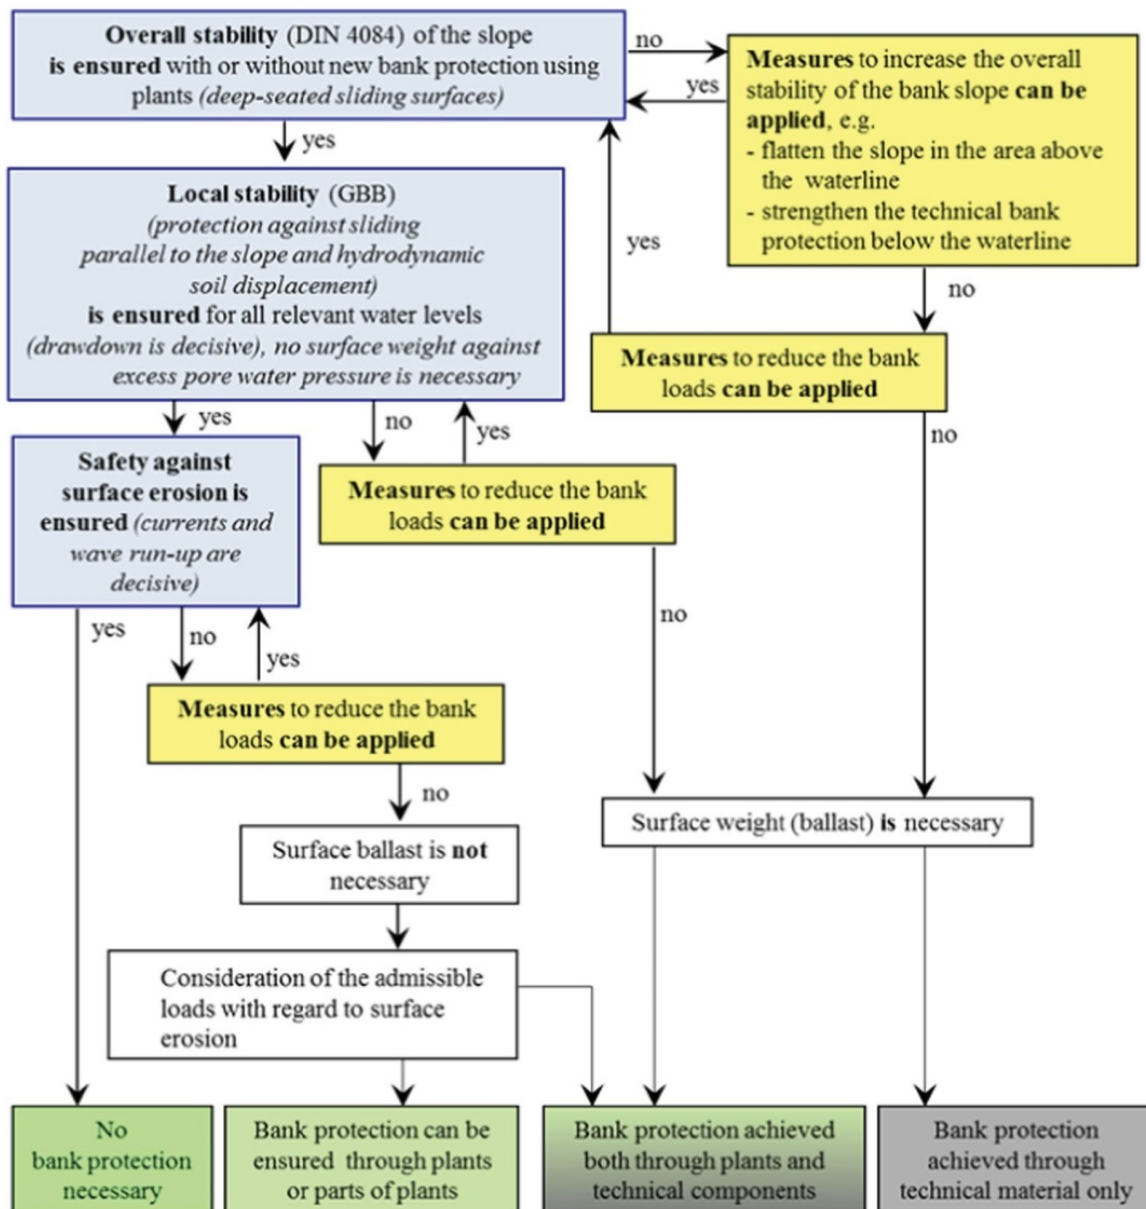 Overall stability (DIN 4084) of the slope
is ensured with or without new bank protection using
plants (deep-seated sliding surfaces)
no
yes
Measures to increase the overall
stability of the bank slope can be
applied, e.g.
- flatten the slope in the area above
the waterline
- strengthen the technical bank
protection below the waterline
yes
Local stability (GBB)
(protection against sliding
parallel to the slope and hydrodynamic
soil displacement)
is ensured for all relevant water levels
(drawdown is decisive), no surface weight against
excess pore water pressure is necessary
yes
no
Measures to reduce the bank
loads can be applied
no
yes
no
yes
Safety against
surface erosion is
ensured (currents and
wave run-up are
decisive)
Measures to reduce the bank
loads can be applied
no
yes
no
yes
Measures to reduce the bank
loads can be applied
no
Surface weight (ballast) is necessary
Surface ballast is not
necessary
Consideration of the admissible
loads with regard to surface
erosion
No
bank protection
necessary
Bank protection can be
ensured through plants
or parts of plants
Bank protection achieved
both through plants and
technical components
Bank protection
achieved through
technical material only